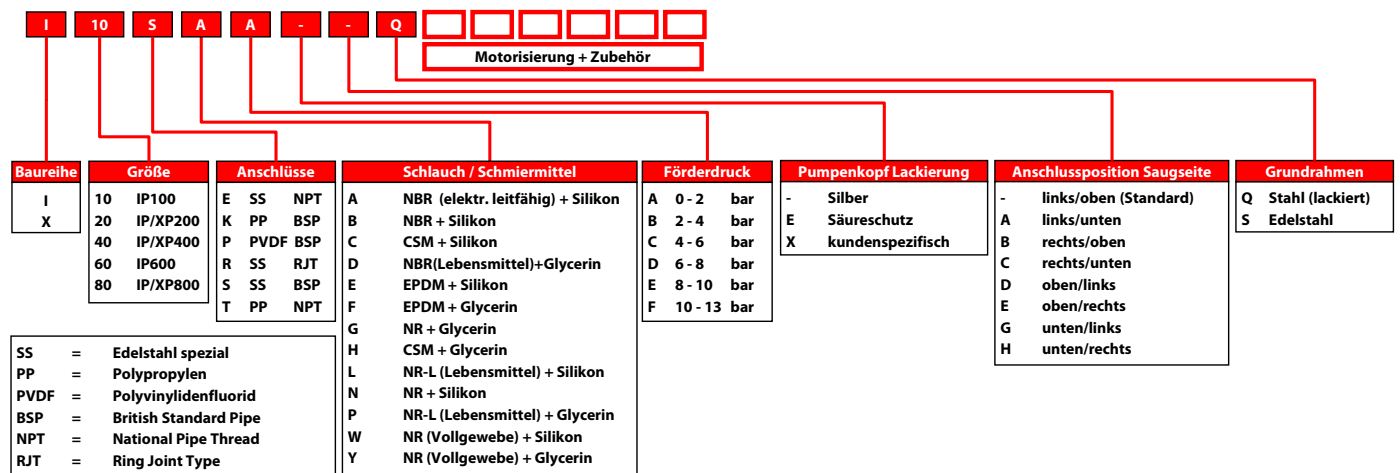 I 10 S A A - - Q
Motorisierung + Zubehör
Baureihe
I
X
Größe
10 IP100
20 IP/XP200
40 IP/XP400
60 IP600
80 IP/XP800
Anschlüsse
E SS NPT
K PP BSP
P PVDF BSP
R SS RJT
S SS BSP
T PP NPT
Schlauch / Schmiermittel
A NBR (elektr. leitfähig) + Silikon
B NBR + Silikon
C CSM + Silikon
D NBR(Lebensmittel)+Glycerin
E EPDM + Silikon
F EPDM + Glycerin
G NR + Glycerin
H CSM + Glycerin
L NR-L (Lebensmittel) + Silikon
N NR + Silikon
P NR-L (Lebensmittel) + Glycerin
W NR (Vollgewebe) + Silikon
Y NR (Vollgewebe) + Glycerin
Förderdruck
A 0 - 2 bar
B 2 - 4 bar
C 4 - 6 bar
D 6 - 8 bar
E 8 - 10 bar
F 10 - 13 bar
Pumpenkopf Lackierung
- Silber
E Säureschutz
X kundenspezifisch
Anschlussposition Saugseite
- links/oben (Standard)
A links/unten
B rechts/oben
C rechts/unten
D oben/links
E oben/rechts
G unten/links
H unten/rechts
Grundrahmen
Q Stahl (lackiert)
S Edelstahl
SS = Edelstahl spezial
PP = Polypropylen
PVDF = Polyvinylidenfluorid
BSP = British Standard Pipe
NPT = National Pipe Thread
RJT = Ring Joint Type